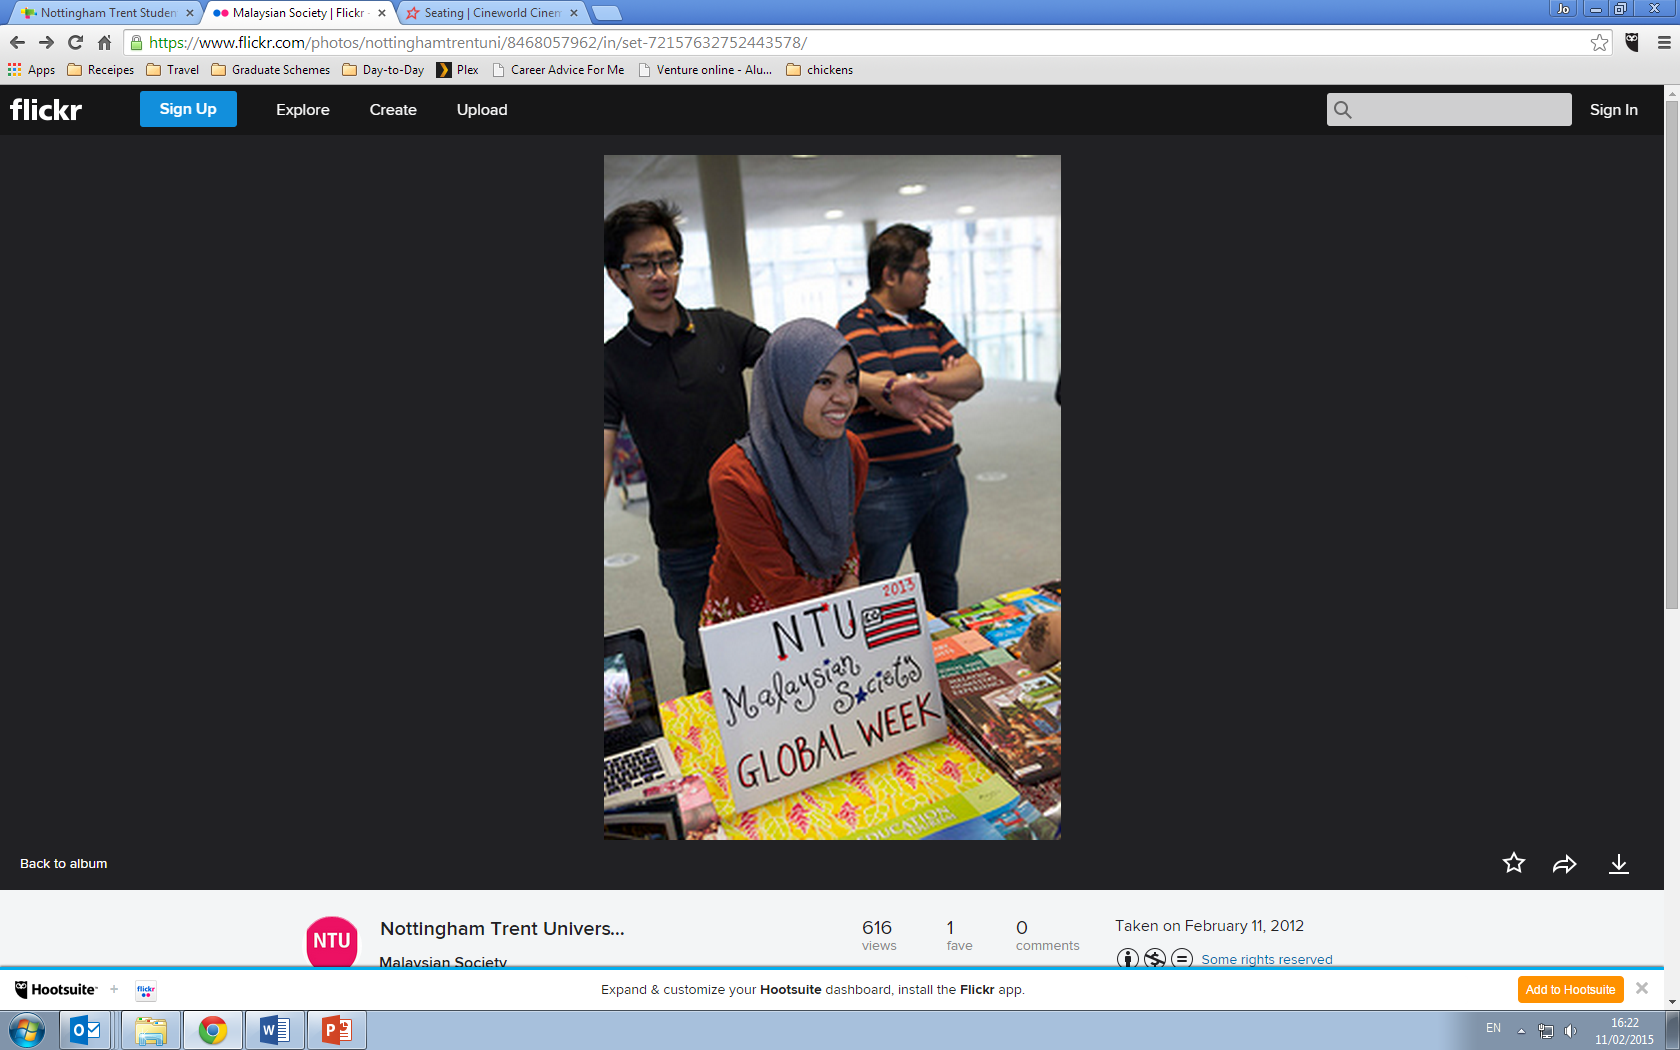 Nottingham Trent Studen
Malaysian Society | Flickr
Seating | Cineworld Cinem
Jo
https://www.flickr.com/photos/nottinghamtrentuni/8468057962/in/set-72157632752443578/
Apps
Receipes
Travel
Graduate Schemes
Day-to-Day
Plex
Career Advice For Me
Venture online - Alu...
chickens
flickr
Sign Up
Explore
Create
Upload
Sign In
2013
NTU
Malaysian
Society
GLOBAL WEEK
EDUCATION
Back to album
NTU
Nottingham Trent Univers...
Malaysian Society
616
views
1
fave
0
comments
Taken on February 11, 2012
Some rights reserved
Hootsuite
+
flickr
Expand & customize your Hootsuite dashboard, install the Flickr app.
Add to Hootsuite
EN
16:22
11/02/2015